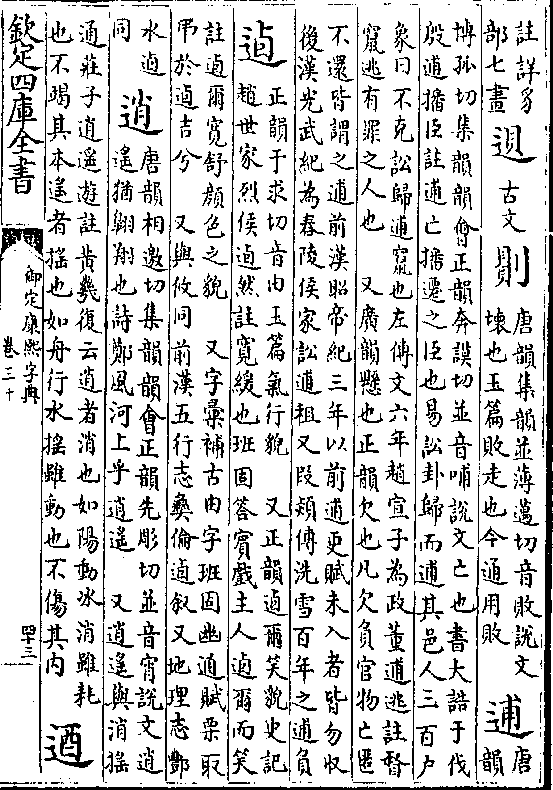 註詳豸
部七畫
古文
唐韻集韻並薄邁切音敗說文
壞也玉篇敗走也今通用敗
逋
唐
韻
博孤切集韻韻會正韻奔謨切並音哺說文亡也書大誥于伐
殷逋播臣註逋亡播遷之臣也易訟卦歸而逋其邑人三百戶
象曰不克訟歸逋竄也左傳文六年趙宣子為政董逋逃註督
竄逃有罪之人也 又廣韻懸也正韻欠也凡欠負官物亡匿
不還皆謂之逋前漢昭帝紀三年以前逋更賦未入者皆勿收
後漢光武紀為舂陵侯家訟逋租又段熲傳洗雪百年之逋負
逌
正韻于求切音由玉篇氣行貌 又正韻逌爾笑貌史記
趙世家烈侯逌然註寬緩也班固答賓戲主人逌爾而笑
註逌爾寬舒顏色之貌 又字彙補古由字班固幽通賦栗取
弔於逌吉兮 又與攸同前漢五行志彝倫逌叙又地理志酆
水逌
同
逍
唐韻相邀切集韻韻會正韻先彫切並音宵說文逍
遙猶翱翔也詩鄭風河上乎逍遙 又逍遙與消搖
通莊子逍遙遊註黃幾復云逍者消也如陽動冰消雖耗
也不竭其本遙者搖也如舟行水搖雖動也不傷其內
逎
欽定四庫全書
御定康熙字典
卷三十